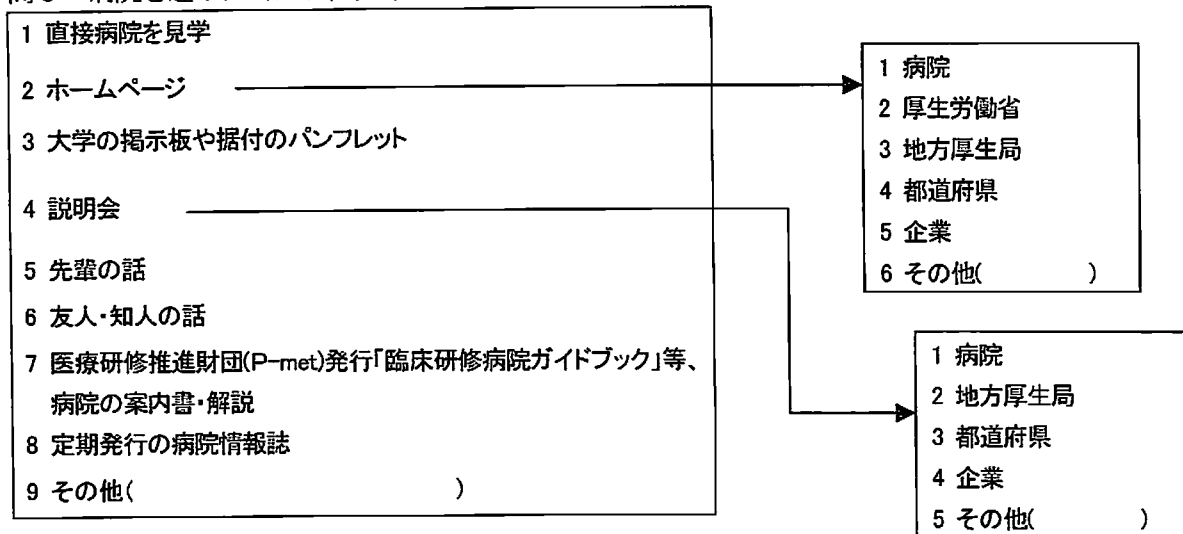 1 直接病院を見学
2 ホームページ
3 大学の掲示板や据付のパンフレット
4 説明会
5 先輩の話
6 友人・知人の話
7 医療研修推進財団(P-met)発行「臨床研修病院ガイドブック」等、
病院の案内書・解説
8 定期発行の病院情報誌
9 その他( )
1 病院
2 厚生労働省
3 地方厚生局
4 都道府県
5 企業
6 その他( )
1 病院
2 地方厚生局
3 都道府県
4 企業
5 その他( )